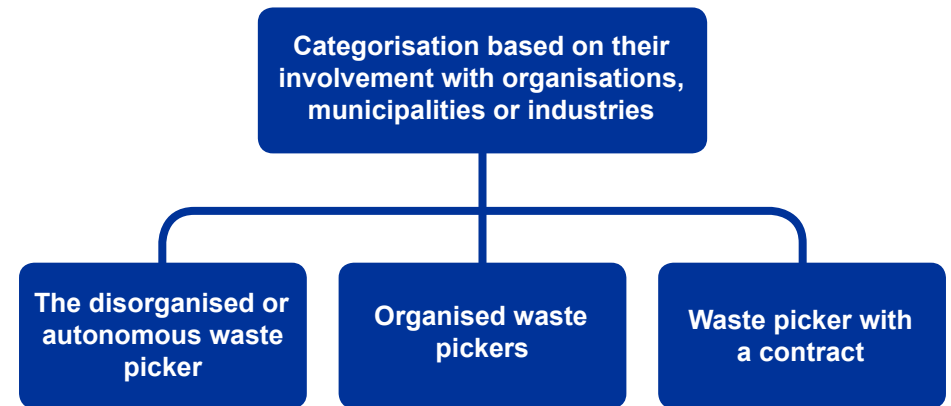 Categorisation based on their
involvement with organisations,
municipalities or industries
The disorganised or
autonomous waste
picker
Organised waste
pickers
Waste picker with
a contract